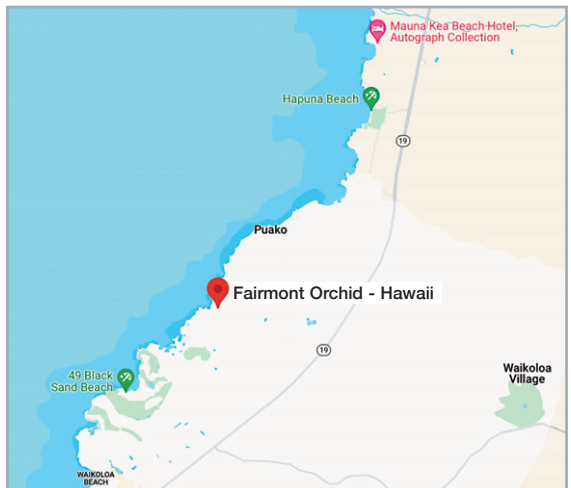 Mauna Kea Beach Hotel,
Autograph Collection
Hapuna Beach
19
Puako
Fairmont Orchid - Hawaii
19
Waikoloa
Village
49 Black
Sand Beach
WAIKOLOA
BEACH